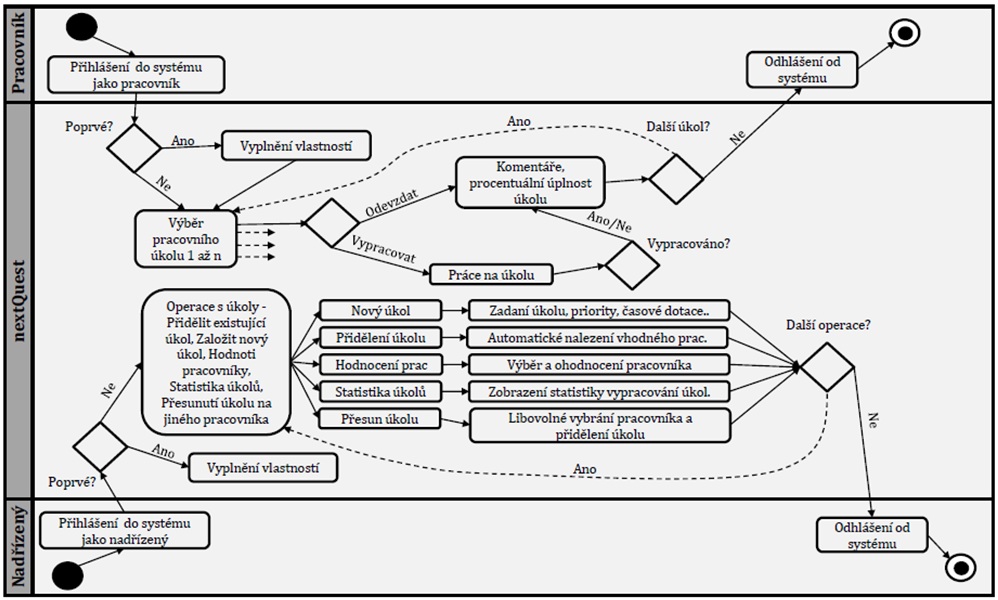 Pracovník
Přihlášení do systému
jako pracovník
Odhlášení od
systému
nextQuest
Poprvé?
Ano
Vyplnění vlastností
Ne
Výběr
pracovního
úkolu 1 až n
Odevzdat
Vypracovat
Komentáře,
procentuální úplnost
úkolu
Ano
Další úkol?
Ne
Ano/Ne
Vypracováno?
Práce na úkolu
Operace s úkoly -
Přidělit existující
úkol, Založit nový
úkol, Hodnoti
pracovníky,
Statistika úkolů,
Přesunutí úkolu na
jiného pracovníka
Nový úkol
Zadaní úkolu, priority, časové dotace..
Přidělení úkolu
Automatické nalezení vhodného prac.
Hodnocení prac
Výběr a ohodnocení pracovníka
Statistika úkolů
Zobrazení statistiky vypracování úkol.
Přesun úkolu
Libovolné vybrání pracovníka a
přidělení úkolu
Další operace?
Ne
Ano
Ne
Ano
Vyplnění vlastností
Poprvé?
Nadřízený
Přihlášení do systému
jako nadřízený
Odhlášení od
systému